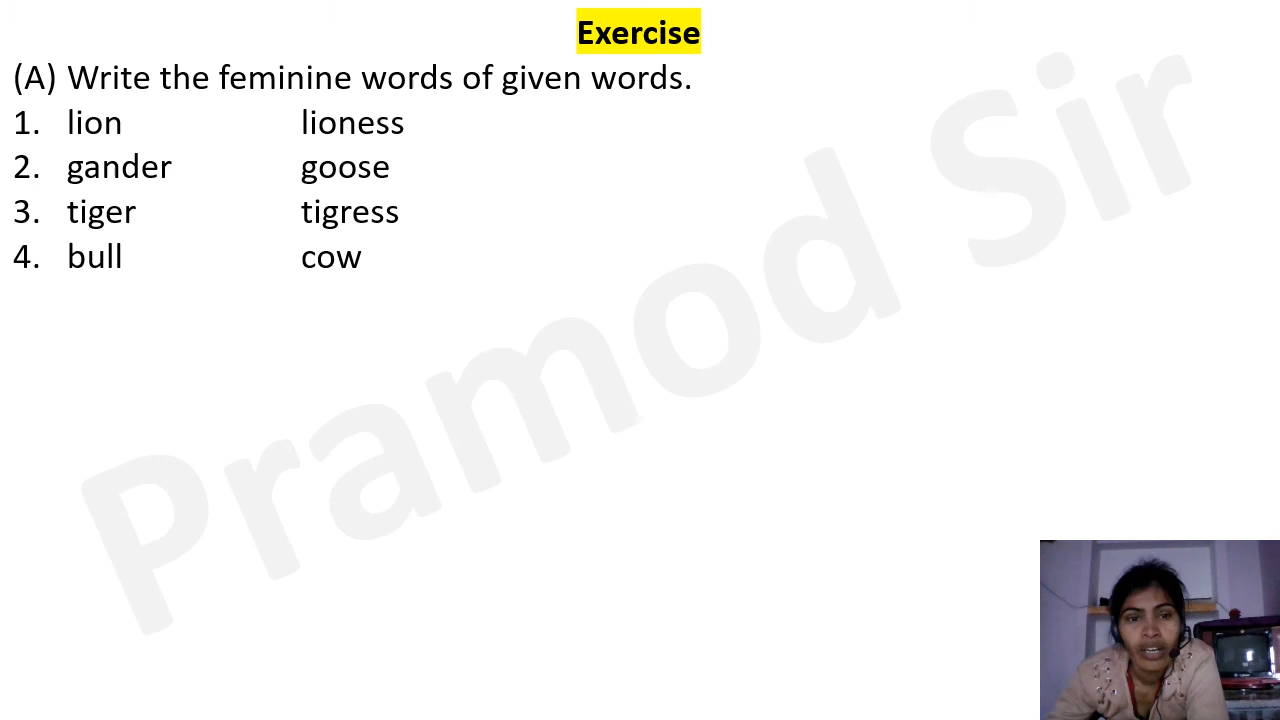 Exercise
(A) Write the feminine words of given words.
1. lion lioness
2. gander goose
3. tiger tigress
4. bull cow
Pramod Sir